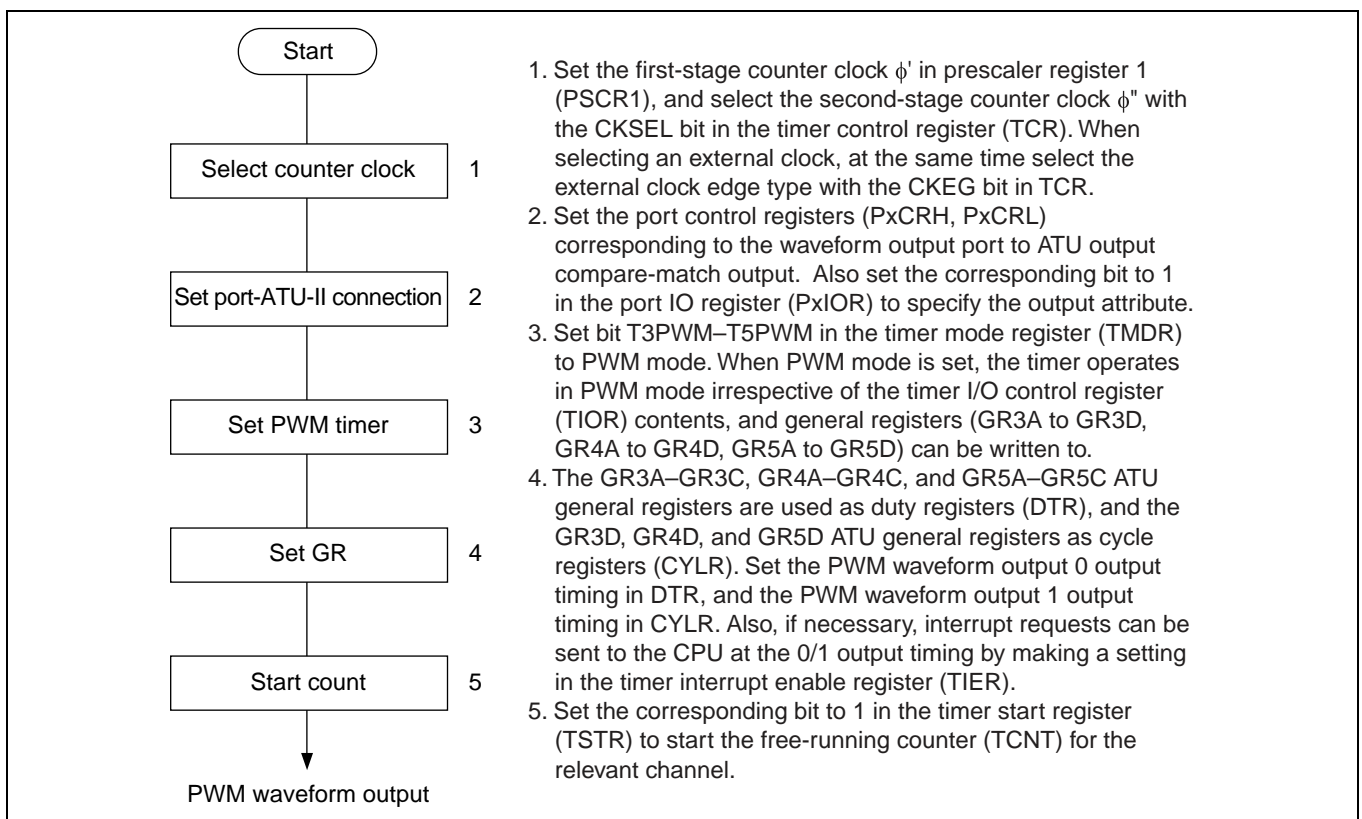 Start
Select counter clock
1
Set port-ATU-II connection
2
Set PWM timer
3
Set GR
4
Start count
5
PWM waveform output
1. Set the first-stage counter clock ϕ' in prescaler register 1
(PSCR1), and select the second-stage counter clock ϕ" with
the CKSEL bit in the timer control register (TCR). When
selecting an external clock, at the same time select the
external clock edge type with the CKEG bit in TCR.
2. Set the port control registers (PxCRH, PxCRL)
corresponding to the waveform output port to ATU output
compare-match output.  Also set the corresponding bit to 1
in the port IO register (PxIOR) to specify the output attribute.
3. Set bit T3PWM–T5PWM in the timer mode register (TMDR)
to PWM mode. When PWM mode is set, the timer operates
in PWM mode irrespective of the timer I/O control register
(TIOR) contents, and general registers (GR3A to GR3D,
GR4A to GR4D, GR5A to GR5D) can be written to.
4. The GR3A–GR3C, GR4A–GR4C, and GR5A–GR5C ATU
general registers are used as duty registers (DTR), and the
GR3D, GR4D, and GR5D ATU general registers as cycle
registers (CYLR). Set the PWM waveform output 0 output
timing in DTR, and the PWM waveform output 1 output
timing in CYLR. Also, if necessary, interrupt requests can be
sent to the CPU at the 0/1 output timing by making a setting
in the timer interrupt enable register (TIER).
5. Set the corresponding bit to 1 in the timer start register
(TSTR) to start the free-running counter (TCNT) for the
relevant channel.